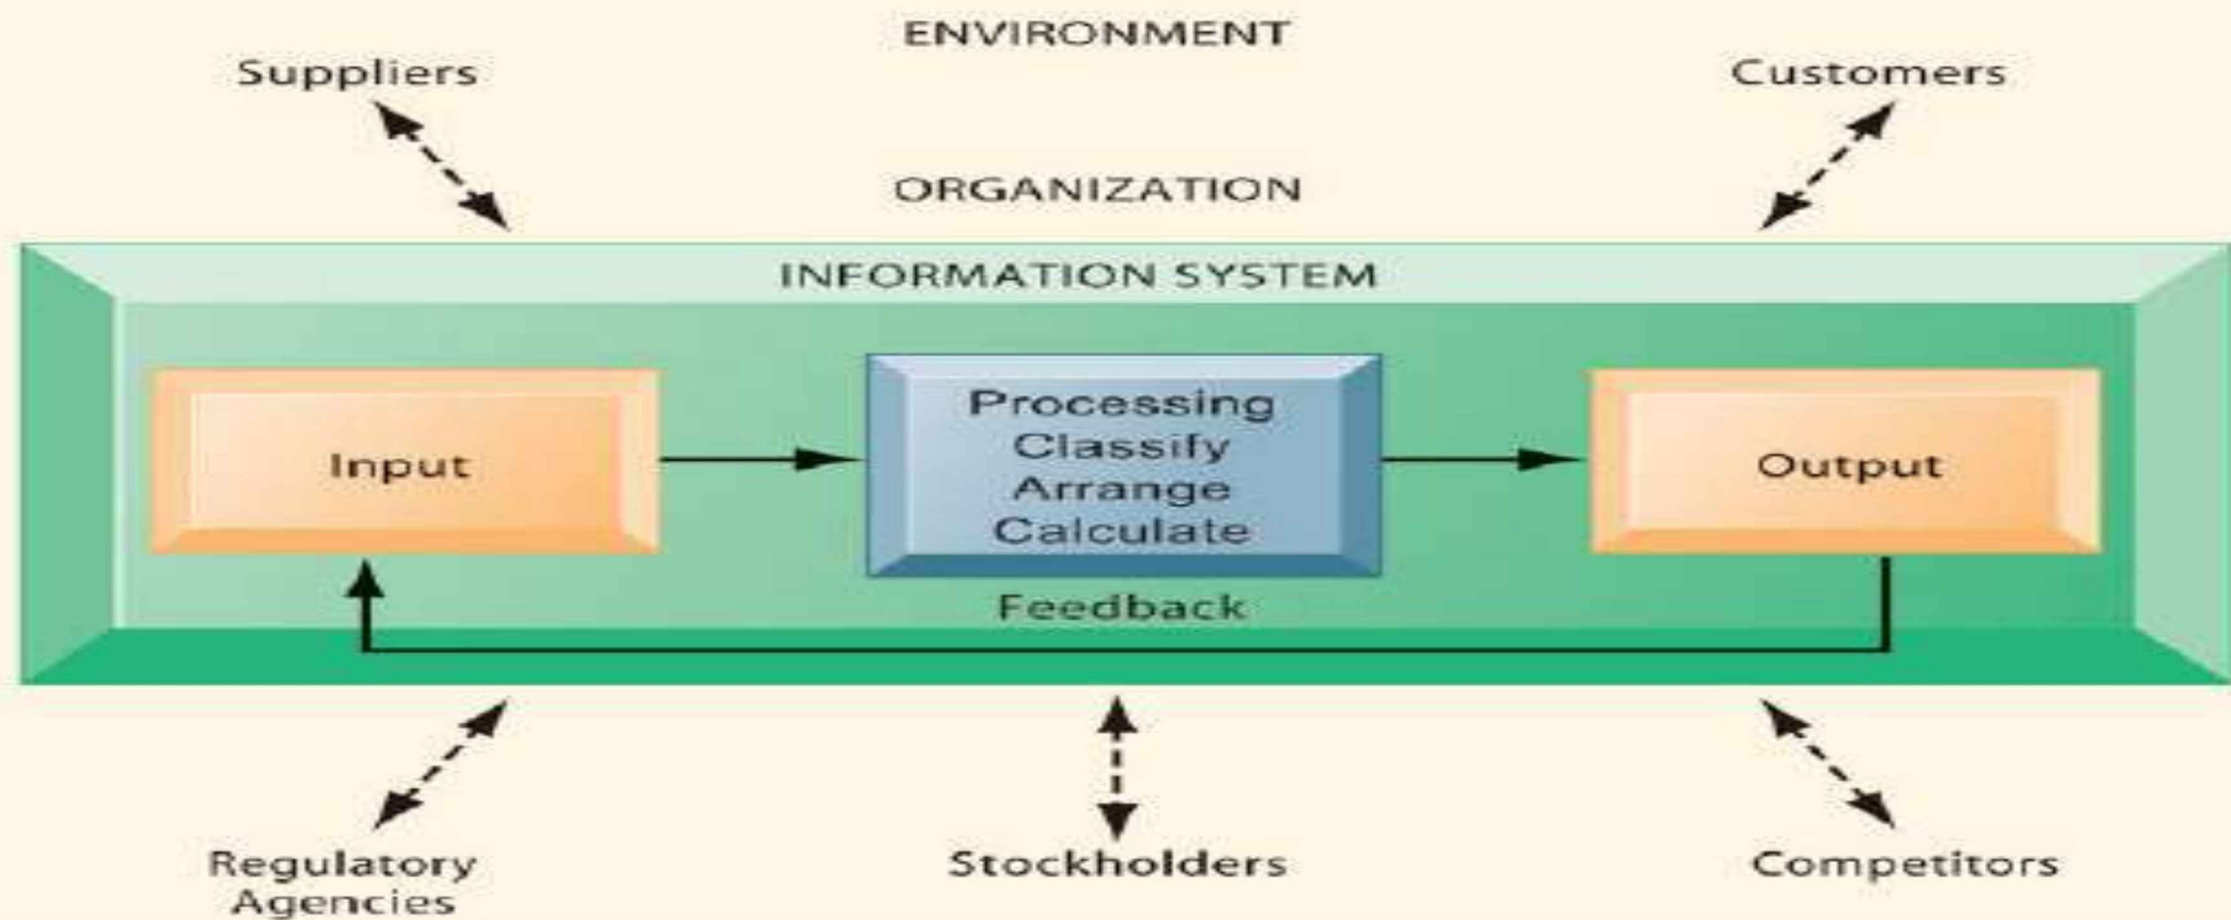 ENVIRONMENT
Suppliers
Customers
ORGANIZATION
INFORMATION SYSTEM
Input
Processing
Classify
Arrange
Calculate
Output
Feedback
Regulatory
Agencies
Stockholders
Competitors